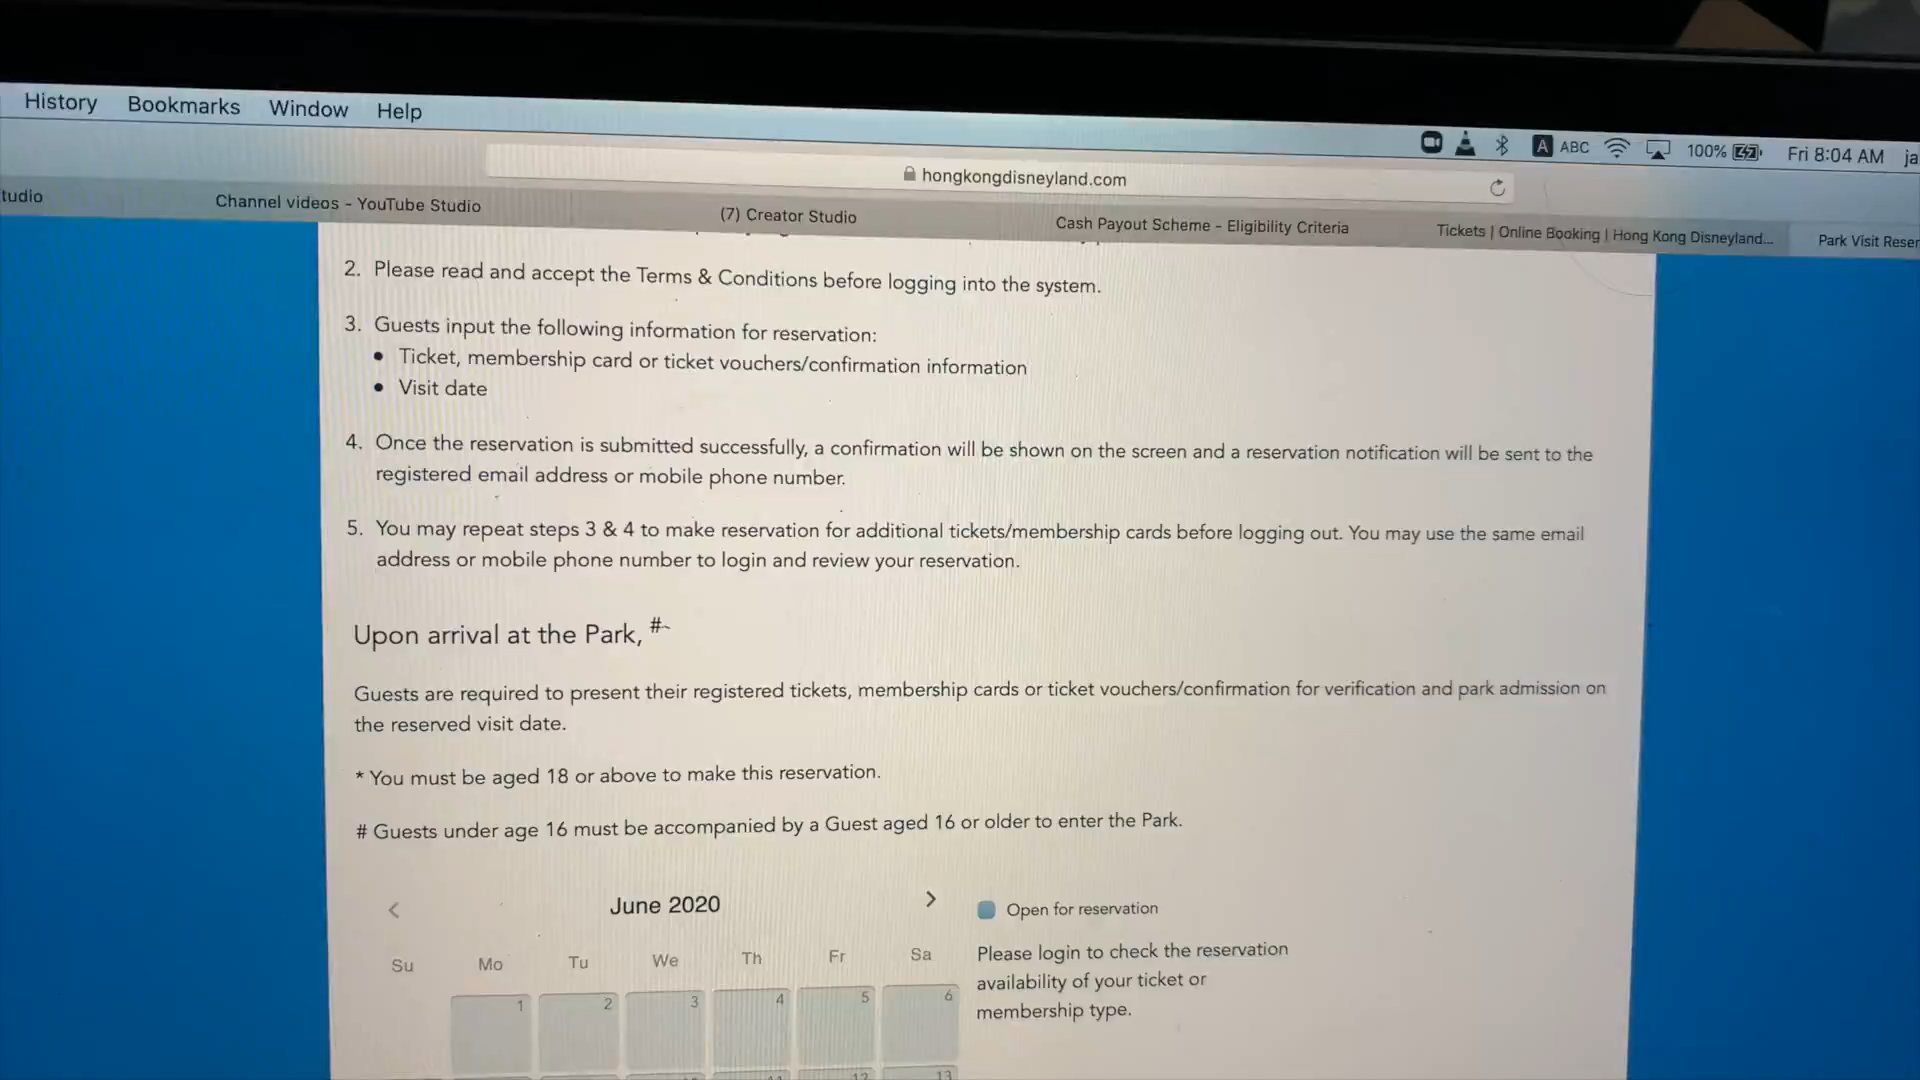 History Bookmarks Window Help
ABC 100% Fri 8:04 AM ja
hongkongdisneyland.com
tudio Channel videos - YouTube Studio (7) Creator Studio Cash Payout Scheme - Eligibility Criteria Tickets | Online Booking | Hong Kong Disneyland... Park Visit Reser
2. Please read and accept the Terms & Conditions before logging into the system.
3. Guests input the following information for reservation:
• Ticket, membership card or ticket vouchers/confirmation information
• Visit date
4. Once the reservation is submitted successfully, a confirmation will be shown on the screen and a reservation notification will be sent to the
registered email address or mobile phone number.
5. You may repeat steps 3 & 4 to make reservation for additional tickets/membership cards before logging out. You may use the same email
address or mobile phone number to login and review your reservation.
Upon arrival at the Park, #~
Guests are required to present their registered tickets, membership cards or ticket vouchers/confirmation for verification and park admission on
the reserved visit date.
* You must be aged 18 or above to make this reservation.
# Guests under age 16 must be accompanied by a Guest aged 16 or older to enter the Park.
< June 2020 >
Su Mo Tu We Th Fr Sa
1 2 3 4 5 6
11 12 13
Open for reservation
Please login to check the reservation
availability of your ticket or
membership type.